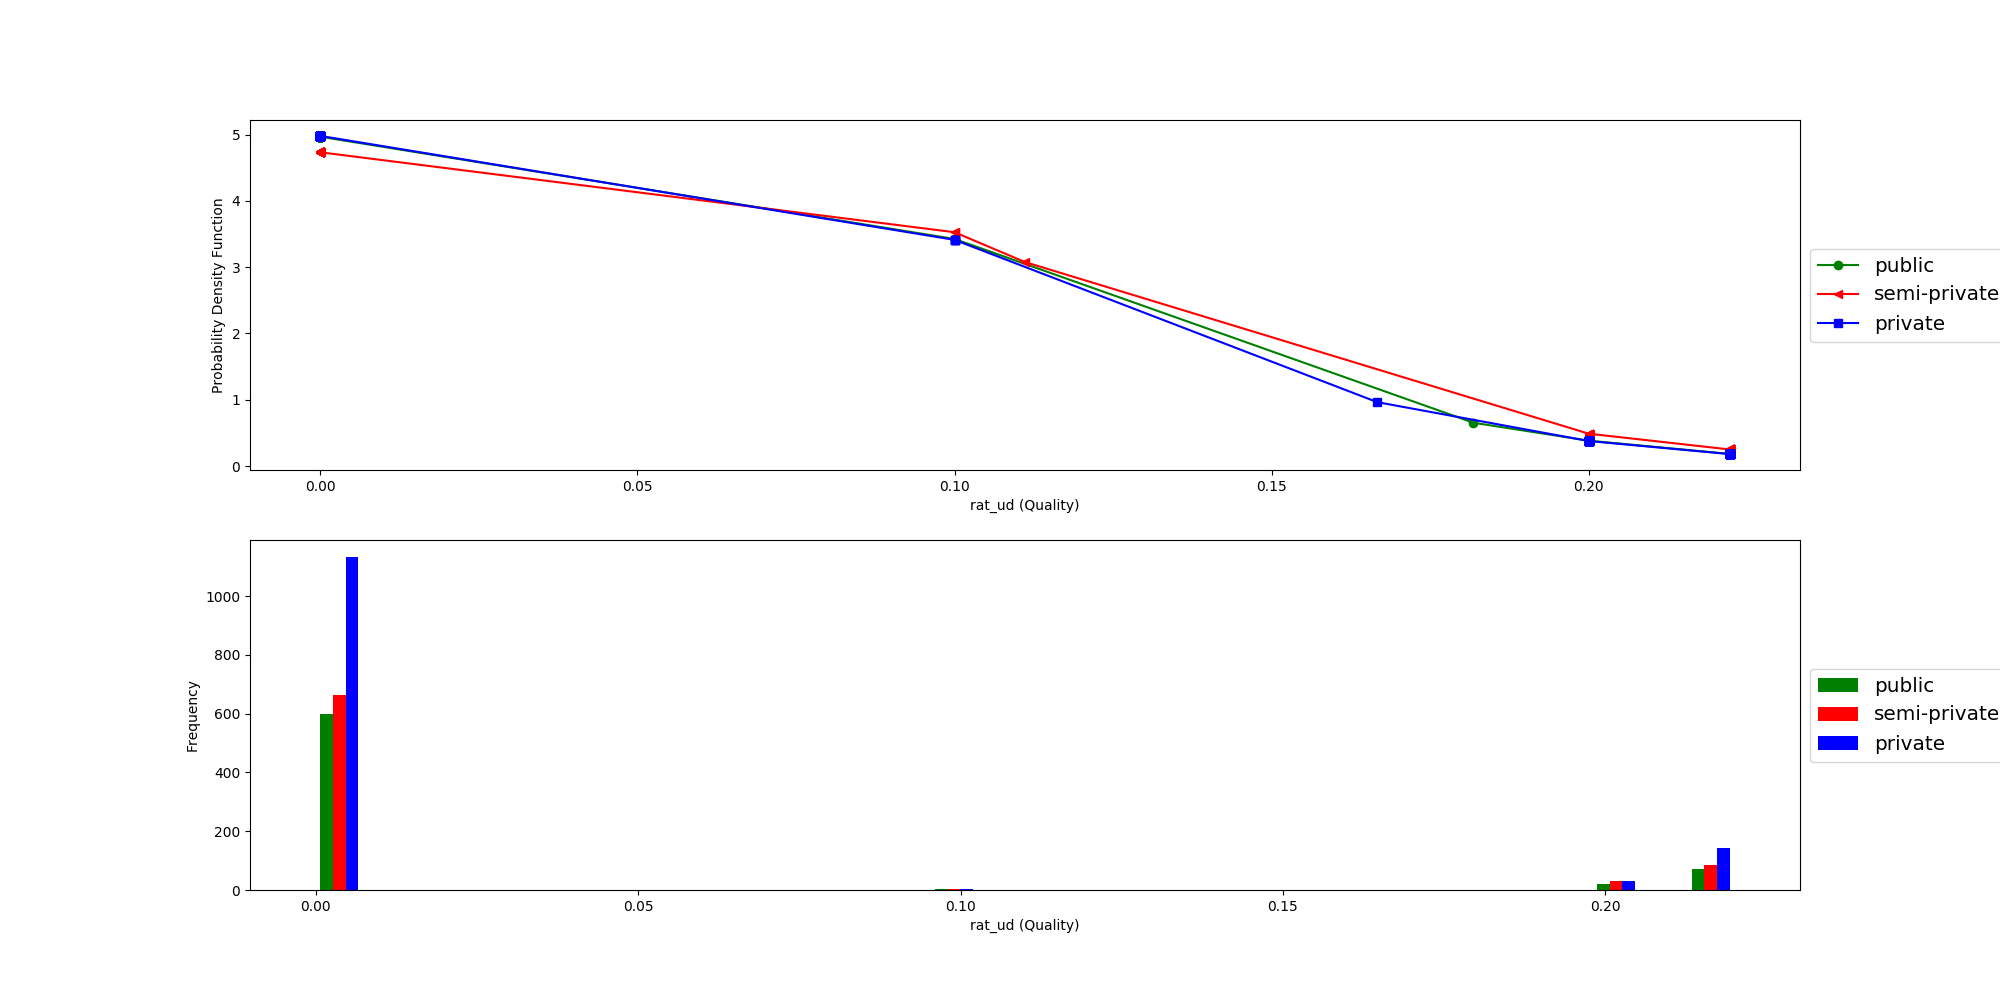 5
4
3
2
1
0
Probability Density Function
0.00 0.05 0.10 0.15 0.20
rat_ud (Quality)
public
semi-private
private
1000
800
600
400
200
0
Frequency
0.00 0.05 0.10 0.15 0.20
rat_ud (Quality)
public
semi-private
private